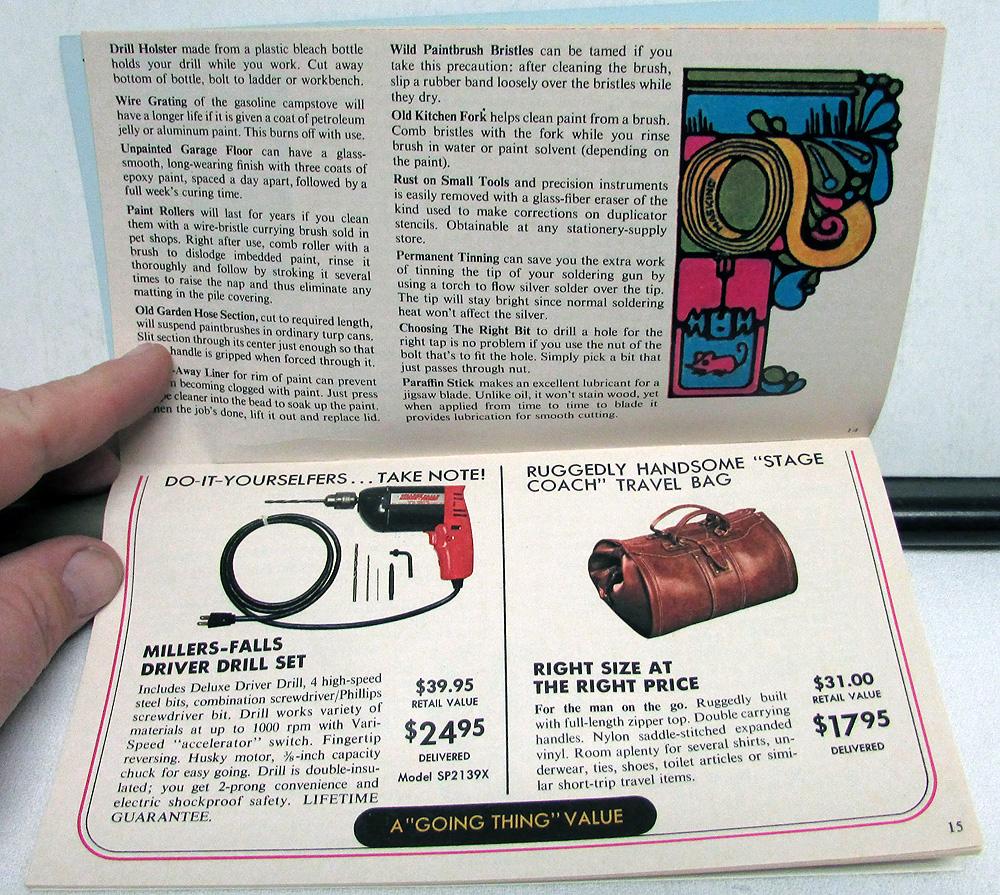 Drill Holster made from a plastic bleach bottle
holds your drill while you work. Cut away
bottom of bottle, bolt to ladder or workbench.
Wire Grating of the gasoline campstove will
have a longer life if it is given a coat of petroleum
jelly or aluminum paint. This burns off with use.
Unpainted Garage Floor can have a glass-
smooth, long-wearing finish with three coats of
epoxy paint, spaced a day apart, followed by a
full week's curing time.
Paint Rollers will last for years if you clean
them with a wire-bristle currying brush sold in
pet shops. Right after use, comb roller with a
brush to dislodge imbedded paint, rinse it
thoroughly and follow by stroking it several
times to raise the nap and thus eliminate any
matting in the pile covering.
Old Garden Hose Section, cut to required length,
will suspend paintbrushes in ordinary turp cans.
Slit section through its center just enough so that
handle is gripped when forced through it.
-Away Liner for rim of paint can prevent
becoming clogged with paint. Just press
cleaner into the bead to soak up the paint.
the job's done, lift it out and replace lid.
Wild Paintbrush Bristles can be tamed if you
take this precaution: after cleaning the brush,
slip a rubber band loosely over the bristles while
they dry.
Old Kitchen Fork helps clean paint from a brush.
Comb bristles with the fork while you rinse
brush in water or paint solvent (depending on
the paint).
Rust on Small Tools and precision instruments
is easily removed with a glass-fiber eraser of the
kind used to make corrections on duplicator
stencils. Obtainable at any stationery-supply
store.
Permanent Tinning can save you the extra work
of tinning the tip of your soldering gun by
using a torch to flow silver solder over the tip.
The tip will stay bright since normal soldering
heat won't affect the silver.
Choosing The Right Bit to drill a hole for the
right tap is no problem if you use the nut of the
bolt that's to fit the hole. Simply pick a bit that
just passes through nut.
Paraffin Stick makes an excellent lubricant for a
jigsaw blade. Unlike oil, it won't stain wood, yet
when applied from time to time to blade it
provides lubrication for smooth cutting.
MASKING
14
DO-IT-YOURSELFERS...TAKE NOTE!
MILLERS-FALLS
DRIVER DRILL SET
Includes Deluxe Driver Drill, 4 high-speed
steel bits, combination screwdriver/Phillips
screwdriver bit. Drill works variety of
materials at up to 1000 rpm with Vari-
Speed "accelerator" switch. Fingertip
reversing. Husky motor, 3/8-inch capacity
chuck for easy going. Drill is double-insu-
lated; you get 2-prong convenience and
electric shockproof safety. LIFETIME
GUARANTEE.
$39.95
RETAIL VALUE
$2495
DELIVERED
Model SP2139X
RUGGEDLY HANDSOME "STAGE
COACH" TRAVEL BAG
RIGHT SIZE AT
THE RIGHT PRICE
For the man on the go. Ruggedly built
with full-length zipper top. Double carrying
handles. Nylon saddle-stitched expanded
vinyl. Room aplenty for several shirts, un-
derwear, ties, shoes, toilet articles or simi-
lar short-trip travel items.
$31.00
RETAIL VALUE
$1795
DELIVERED
A "GOING THING" VALUE
15